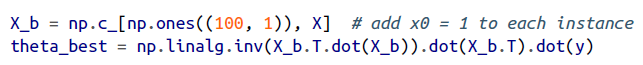 X_b = np.c_[np.ones((100, 1)), X]  # add x0 = 1 to each instance
theta_best = np.linalg.inv(X_b.T.dot(X_b)).dot(X_b.T).dot(y)